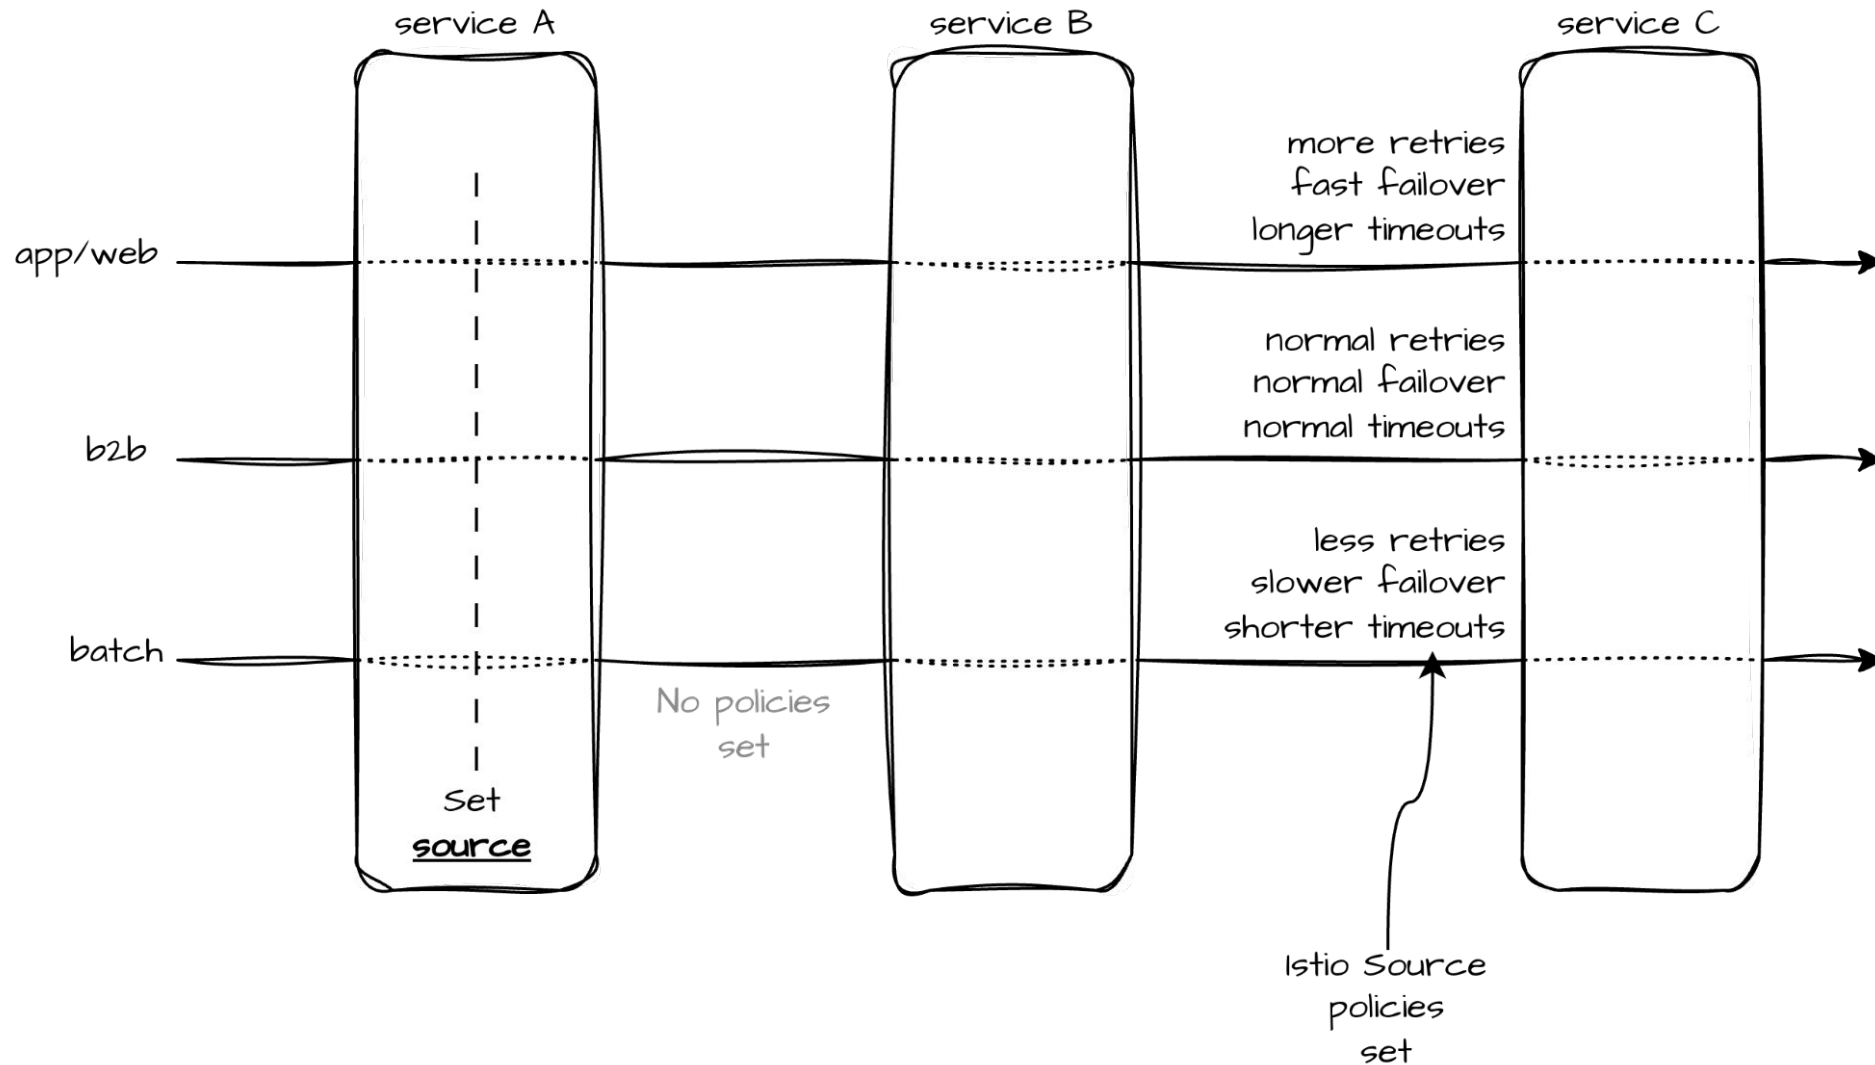 service A
service B
service C
more retries
fast failover
longer timeouts
app/web
normal retries
normal failover
normal timeouts
b2b
less retries
slower failover
shorter timeouts
batch
No policies
set
Set
source
Istio Source
policies
set